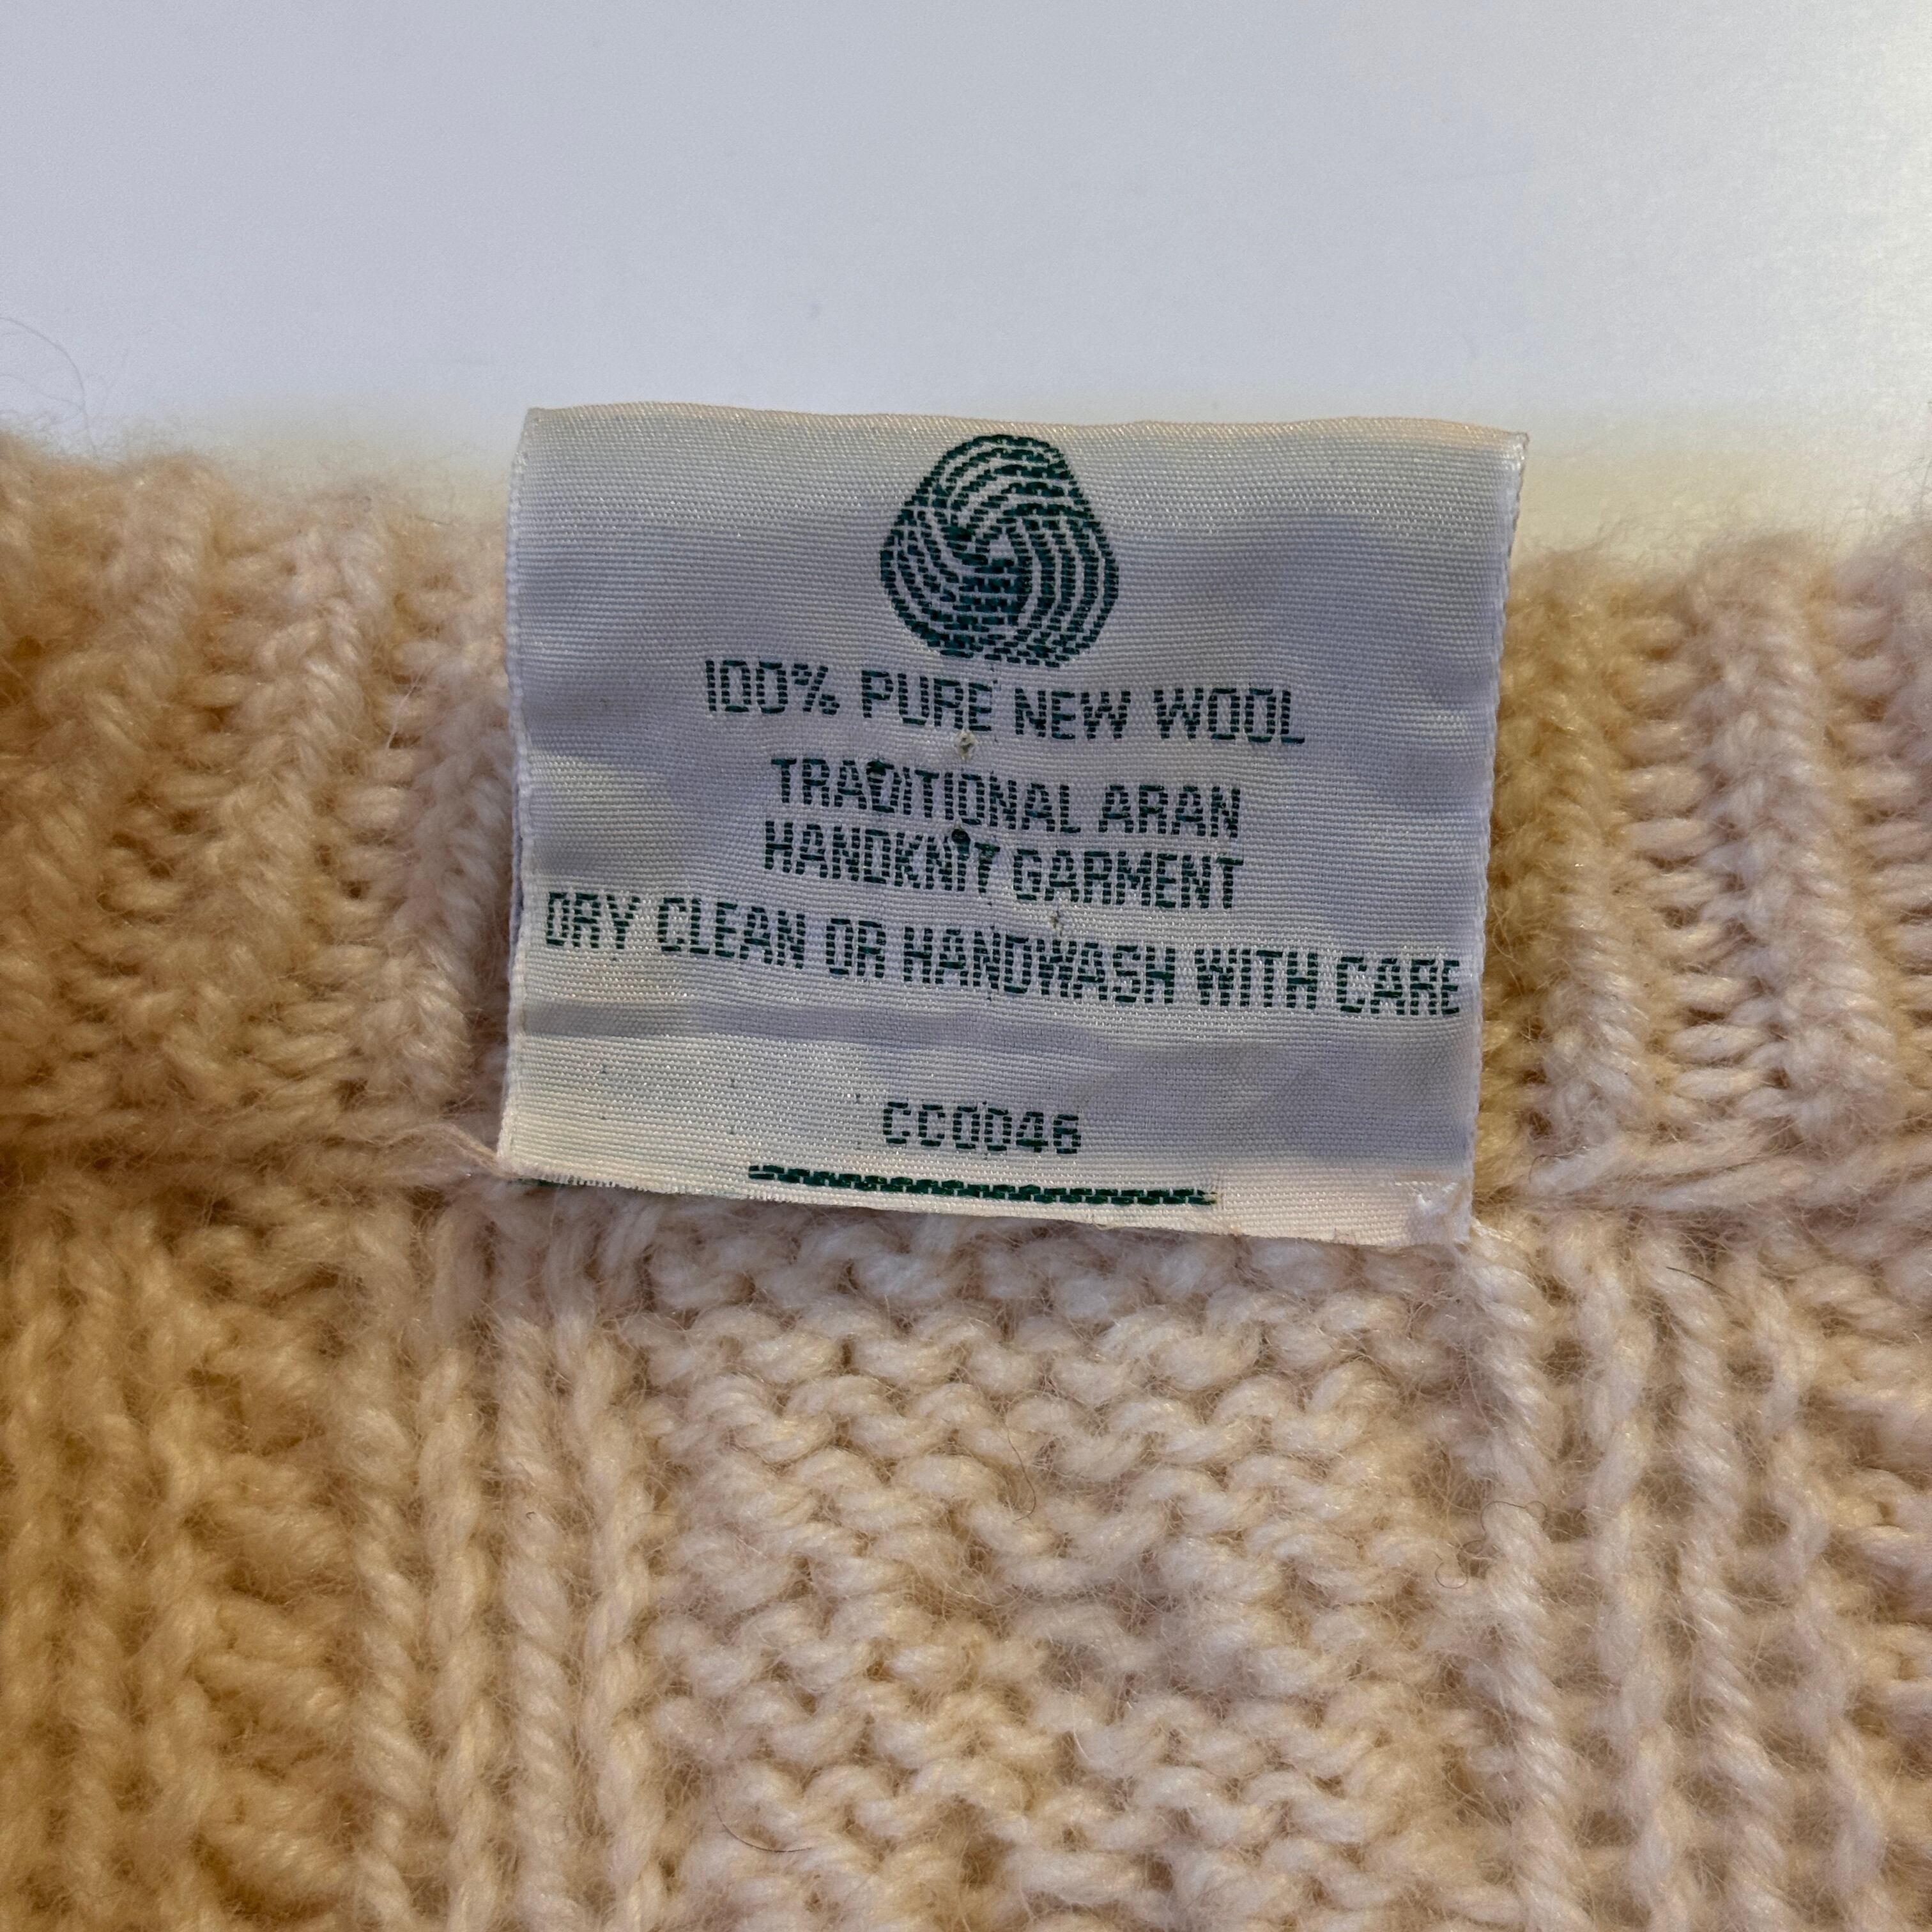 100% PURE NEW WOOL
TRADITIONAL ARAN
HANDKNIT GARMENT
DRY CLEAN OR HANDWASH WITH CARE
CC0046